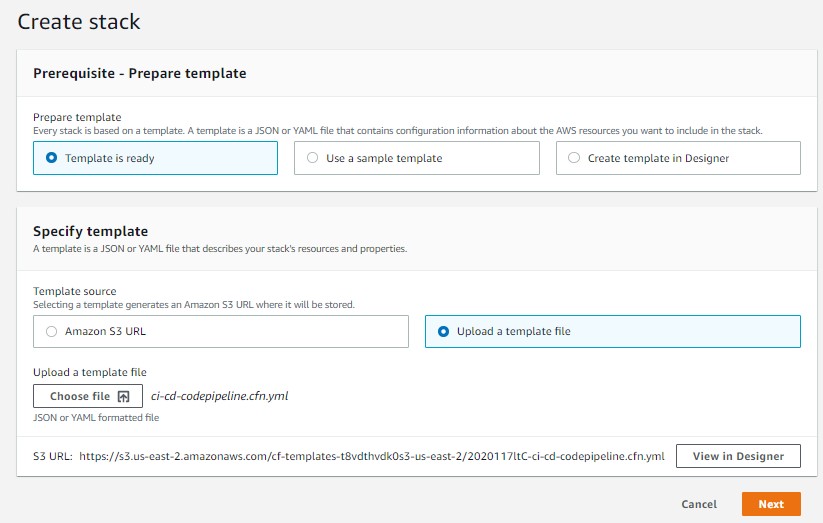 Create stack
Prerequisite - Prepare template
Prepare template
Every stack is based on a template. A template is a JSON or YAML file that contains configuration information about the AWS resources you want to include in the stack.
Template is ready
Use a sample template
Create template in Designer
Specify template
A template is a JSON or YAML file that describes your stack's resources and properties.
Template source
Selecting a template generates an Amazon S3 URL where it will be stored.
Amazon S3 URL
Upload a template file
Upload a template file
Choose file
ci-cd-codepipeline.cfn.yml
JSON or YAML formatted file
S3 URL: https://s3.us-east-2.amazonaws.com/cf-templates-t8vdthvdk0s3-us-east-2/2020117ltC-ci-cd-codepipeline.cfn.yml
View in Designer
Cancel
Next